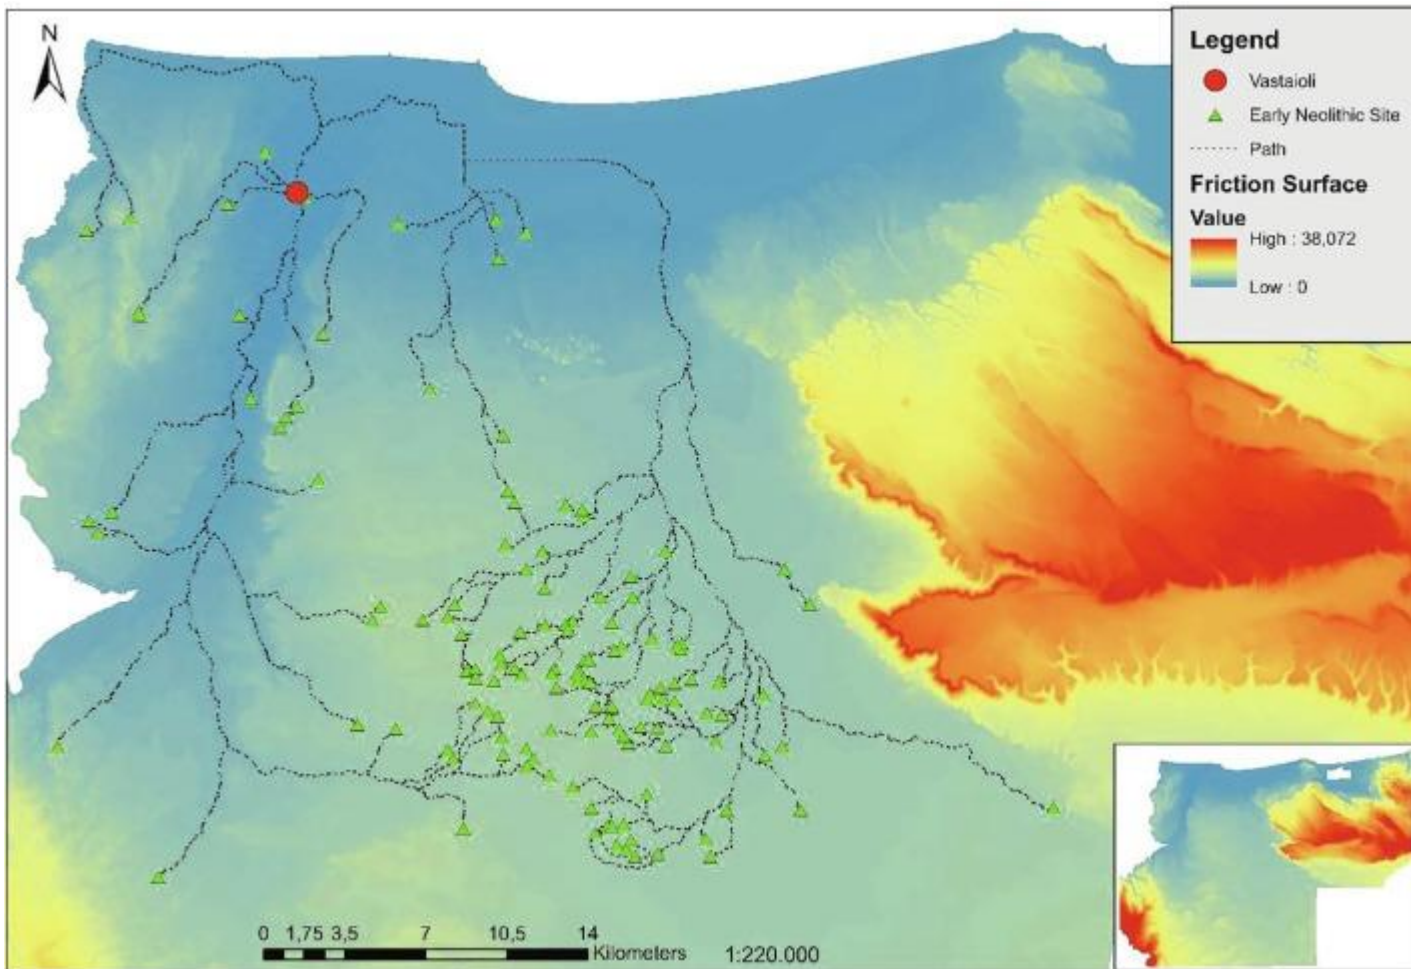 N
Legend
Vastaioli
Early Neolithic Site
Path
Friction Surface
Value
High : 38,072
Low : 0
0 1,75 3,5 7 10,5 14
Kilometers 1:220.000